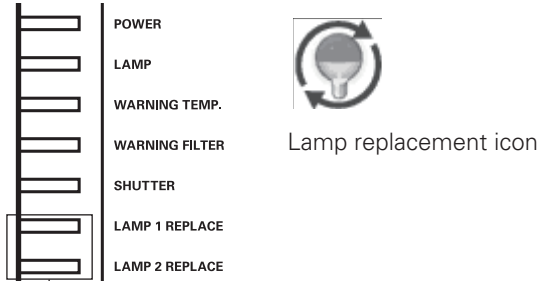 POWER
LAMP
WARNING TEMP.
WARNING FILTER
SHUTTER
LAMP 1 REPLACE
LAMP 2 REPLACE
Lamp replacement icon